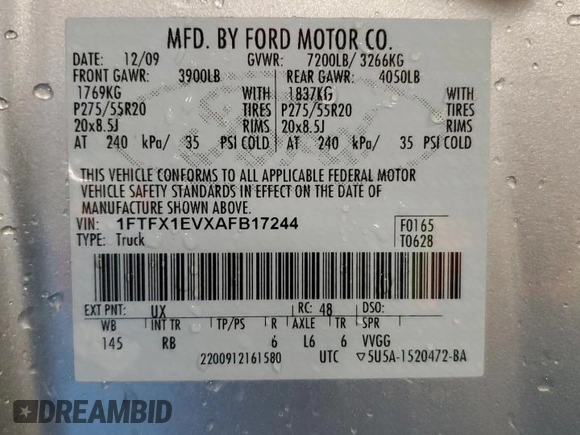 MFD. BY FORD MOTOR CO.
DATE: 12/09 GVWR: 7200LB/ 3266KG
FRONT GAWR: 3900LB REAR GAWR: 4050LB
1769KG WITH 1837KG WITH
P275/55R20 TIRES P275/55R20 TIRES
20x8.5J RIMS 20x8.5J RIMS
AT 240 kPa/ 35 PSI COLD AT 240 kPa/ 35 PSI COLD
THIS VEHICLE CONFORMS TO ALL APPLICABLE FEDERAL MOTOR
VEHICLE SAFETY STANDARDS IN EFFECT ON THE DATE OF
MANUFACTURE SHOWN ABOVE.
VIN: 1FTFX1EVXAFB17244 F0165
TYPE: Truck T0628
EXT PNT: UX RC: 48 DSO:
WB INT TR TP/PS R AXLE TR SPR
145 RB 6 L6 6 VVGG
2200912161580 UTC ▽5U5A-1520472-BA
DREAMBID